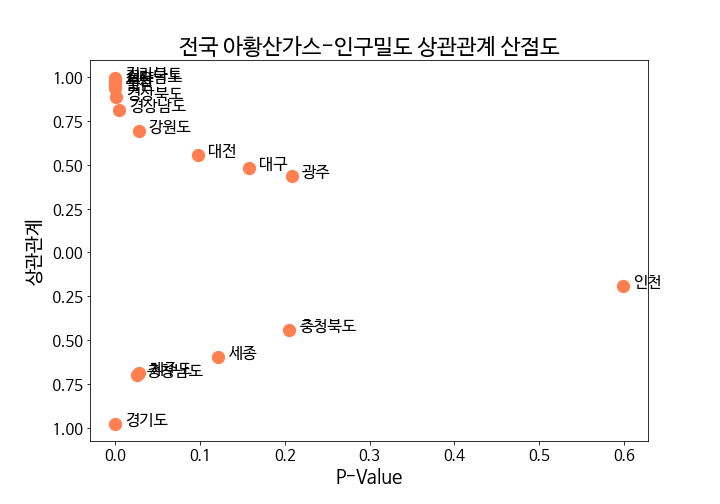 전국 아황산가스-인구밀도 상관관계 산점도
1.00
0.75
0.50
0.25
0.00
0.25
0.50
0.75
1.00
상관관계
경상북도
경상남도
강원도
대전
대구
광주
인천
충청북도
세종
충청남도
경기도
0.0 0.1 0.2 0.3 0.4 0.5 0.6
P-Value